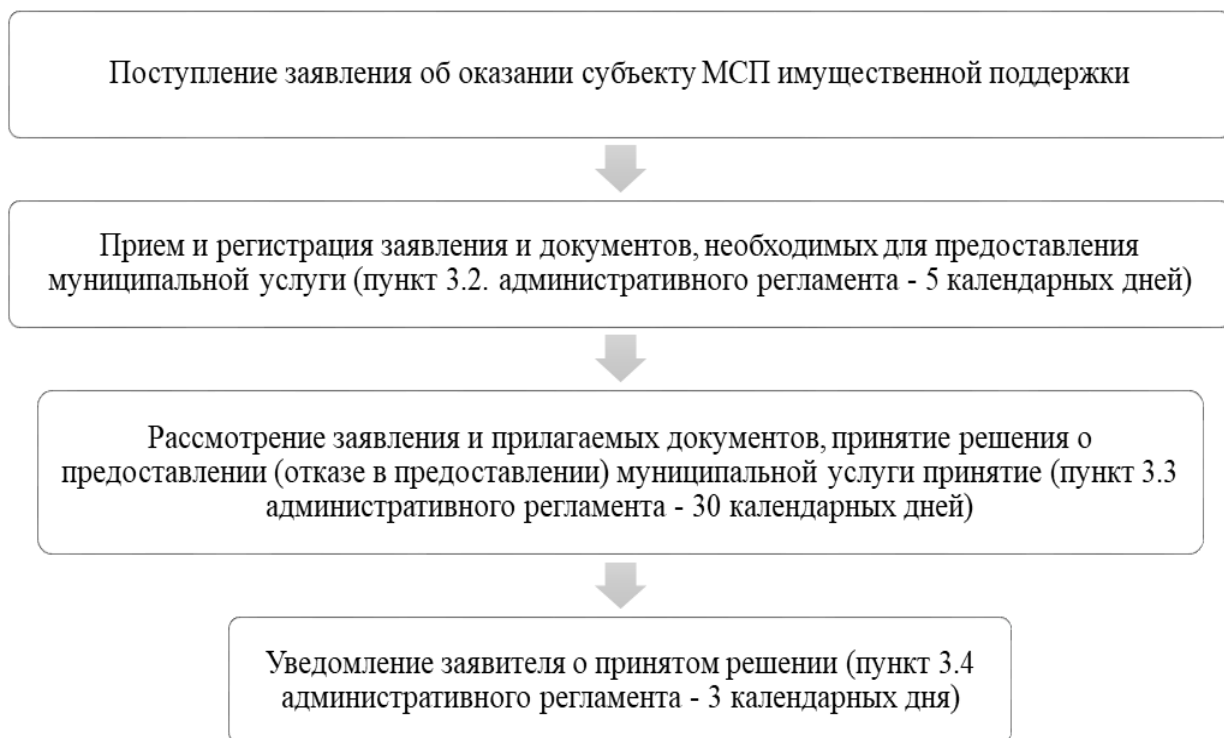 Поступление заявления об оказании субъекту МСП имущественной поддержки
Прием и регистрация заявления и документов, необходимых для предоставления
муниципальной услуги (пункт 3.2. административного регламента - 5 календарных дней)
Рассмотрение заявления и прилагаемых документов, принятие решения о
предоставлении (отказе в предоставлении) муниципальной услуги принятие (пункт 3.3
административного регламента - 30 календарных дней)
Уведомление заявителя о принятом решении (пункт 3.4
административного регламента - 3 календарных дня)